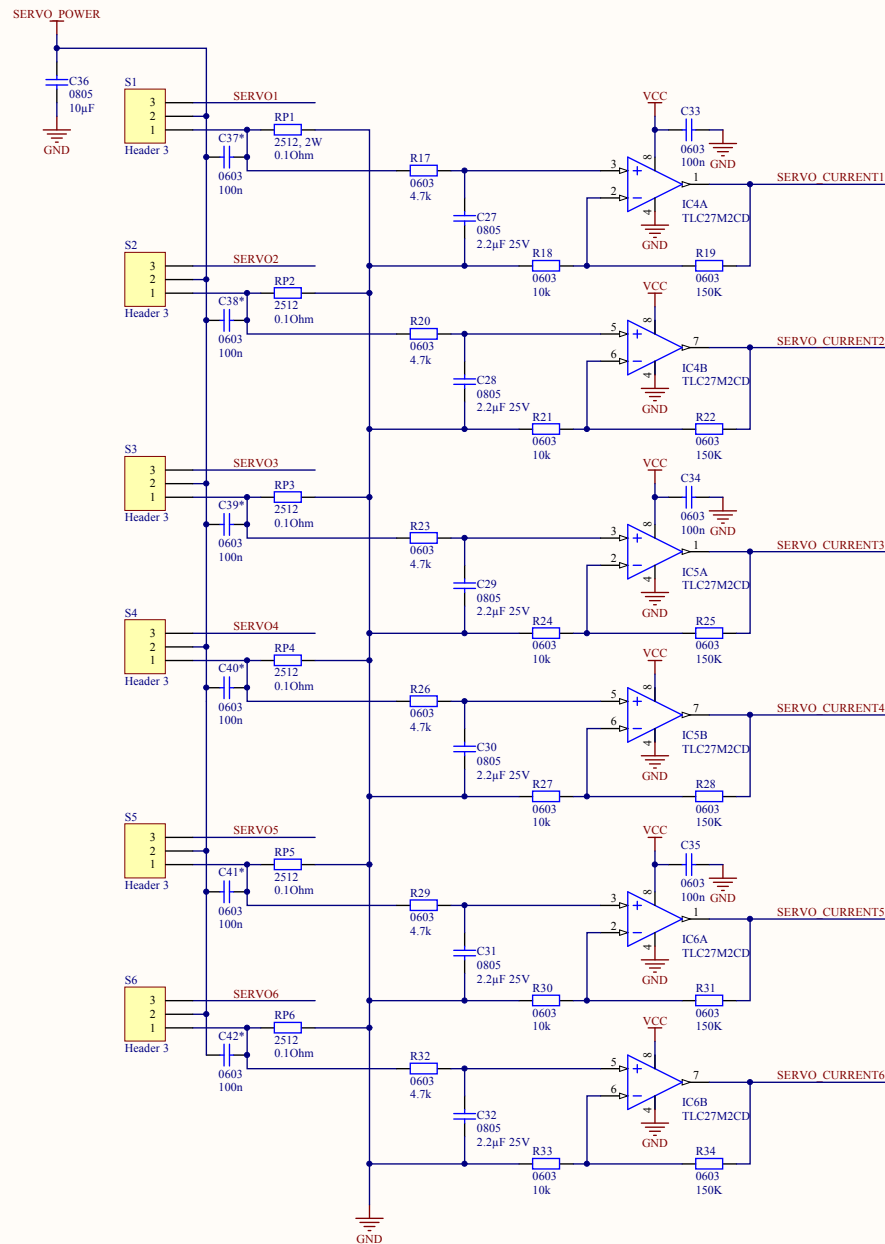 SERVO_POWER
C36
0805
10µF
GND
S1
3
2
1
Header 3
SERVO1
C37*
0603
100n
RP1
2512, 2W
0.1Ohm
R17
0603
4.7k
C27
0805
2.2µF 25V
R18
0603
10k
VCC
C33
0603
100n
GND
3
2
8
4
1
GND
IC4A
TLC27M2CD
R19
0603
150K
SERVO_CURRENT1
S2
3
2
1
Header 3
SERVO2
C38*
0603
100n
RP2
2512
0.1Ohm
R20
0603
4.7k
C28
0805
2.2µF 25V
R21
0603
10k
VCC
5
6
8
4
7
GND
IC4B
TLC27M2CD
R22
0603
150K
SERVO_CURRENT2
S3
3
2
1
Header 3
SERVO3
C39*
0603
100n
RP3
2512
0.1Ohm
R23
0603
4.7k
C29
0805
2.2µF 25V
R24
0603
10k
VCC
C34
0603
100n
GND
3
2
8
4
1
GND
IC5A
TLC27M2CD
R25
0603
150K
SERVO_CURRENT3
S4
3
2
1
Header 3
SERVO4
C40*
0603
100n
RP4
2512
0.1Ohm
R26
0603
4.7k
C30
0805
2.2µF 25V
R27
0603
10k
VCC
5
6
8
4
7
GND
IC5B
TLC27M2CD
R28
0603
150K
SERVO_CURRENT4
S5
3
2
1
Header 3
SERVO5
C41*
0603
100n
RP5
2512
0.1Ohm
R29
0603
4.7k
C31
0805
2.2µF 25V
R30
0603
10k
VCC
C35
0603
100n
GND
3
2
8
4
1
GND
IC6A
TLC27M2CD
R31
0603
150K
SERVO_CURRENT5
S6
3
2
1
Header 3
SERVO6
C42*
0603
100n
RP6
2512
0.1Ohm
R32
0603
4.7k
C32
0805
2.2µF 25V
R33
0603
10k
VCC
5
6
8
4
7
GND
IC6B
TLC27M2CD
R34
0603
150K
SERVO_CURRENT6
GND